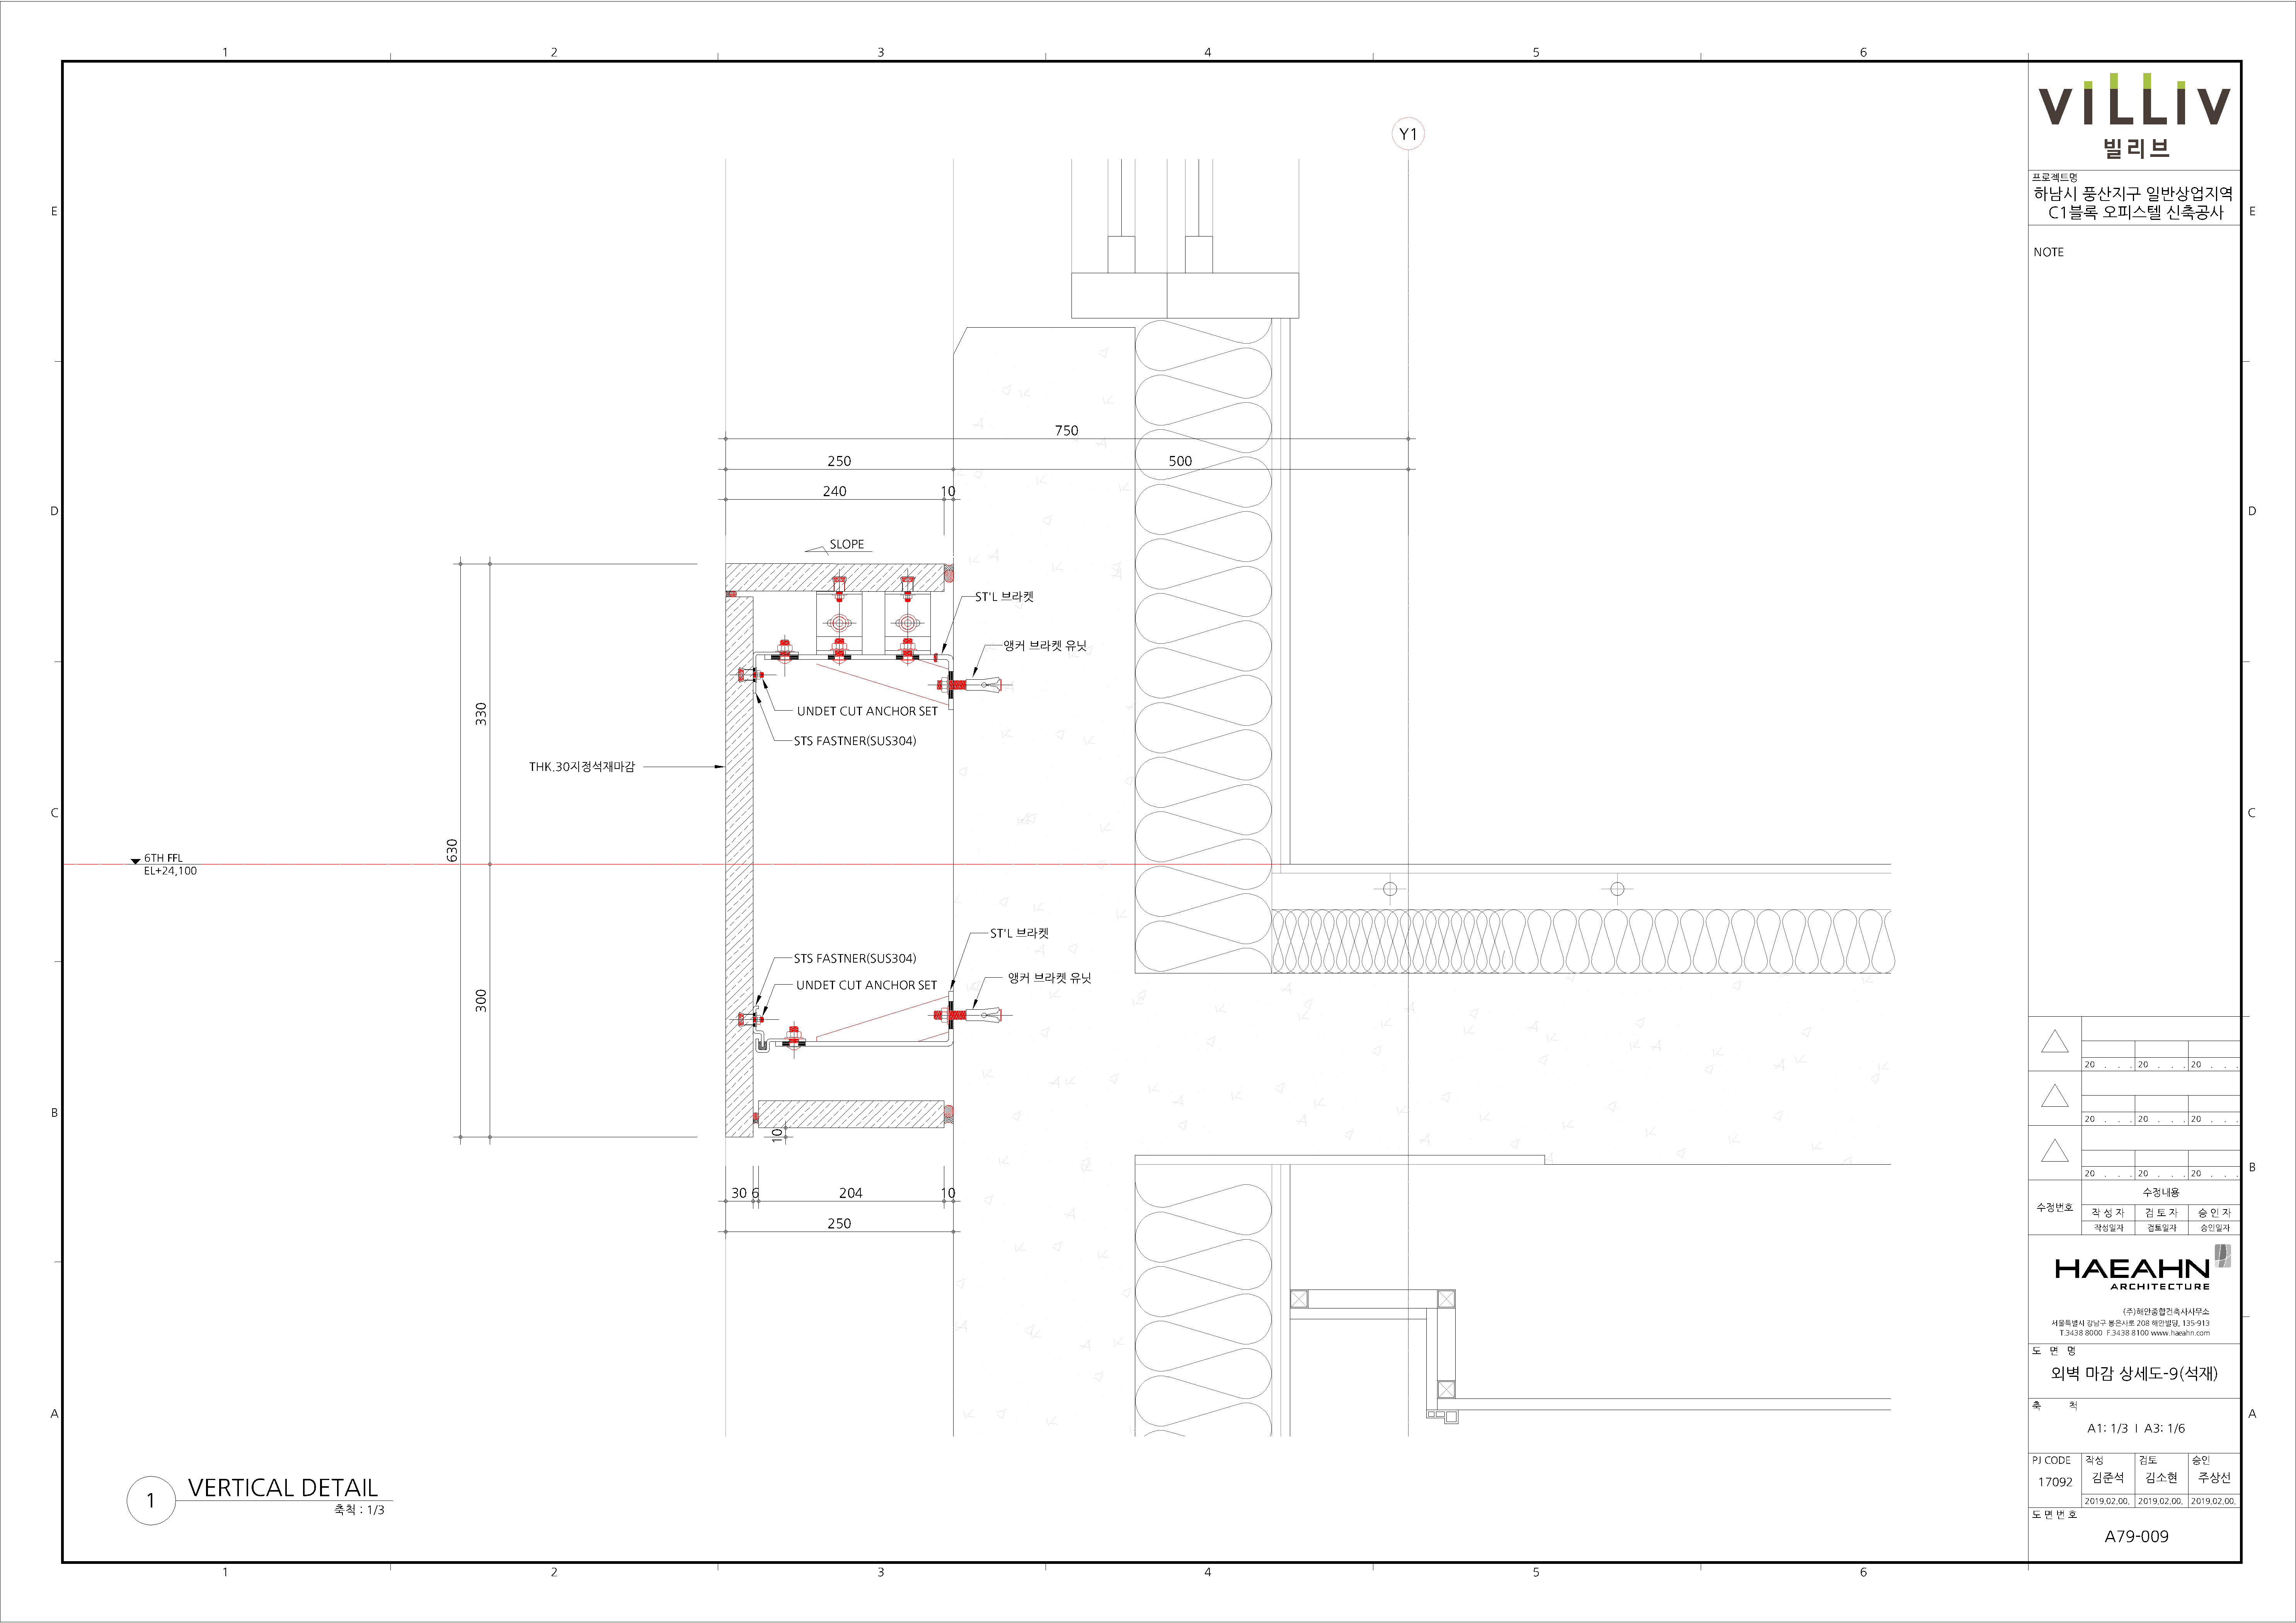 1 2 3 4 5 6
E
D
C
B
A
Y1
750
250 500
240 10
SLOPE
ST'L 브라켓
앵커 브라켓 유닛
UNDET CUT ANCHOR SET
STS FASTNER(SUS304)
THK.30지정석재마감
330
630
300
6TH FFL
EL+24,100
ST'L 브라켓
STS FASTNER(SUS304)
앵커 브라켓 유닛
UNDET CUT ANCHOR SET
10
30 6 204 10
250
1
VERTICAL DETAIL
축척 : 1/3
1 2 3 4 5 6
E
D
C
B
A
VILLIV
빌리브
프로젝트명
하남시 풍산지구 일반상업지역
C1블록 오피스텔 신축공사
NOTE
20 . . . 20 . . . 20 . . .
20 . . . 20 . . . 20 . . .
20 . . . 20 . . . 20 . . .
수정번호
수정내용
작 성 자 검 토 자 승 인 자
작성일자 검토일자 승인일자
HAEAHN
ARCHITECTURE
(주)해안종합건축사사무소
서울특별시 강남구 봉은사로 208 해안빌딩, 135-913
T.3438 8000 F.3438 8100 www.haeahn.com
도 면 명
외벽 마감 상세도-9(석재)
축 척
A1: 1/3 I A3: 1/6
PJ CODE 작성 검토 승인
17092 김준석 김소현 주상선
2019.02.00. 2019.02.00. 2019.02.00.
도 면 번 호
A79-009